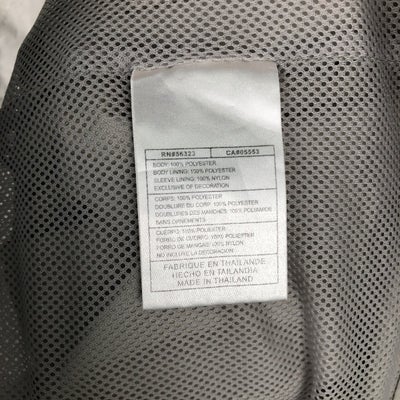 RN#56323 CA#05553
BODY: 100% POLYESTER
BODY LINING: 100% POLYESTER
SLEEVE LINING: 100% NYLON
EXCLUSIVE OF DECORATION
CORPS: 100% POLYESTER
DOUBLURE DU CORP: 100% POLYESTER
DOUBLURES DES MANCHES: 100% POLYAMIDE
SANS ORNEMENTS
CUERPO: 100% POLIESTER
FORRO DE CUERPO: 100% POLIESTER
FORRO DE MANGAS: 100% NYLON
NO INCLUYE LA DECORACION
FABRIQUE EN THAILANDE
HECHO EN TAILANDIA
MADE IN THAILAND